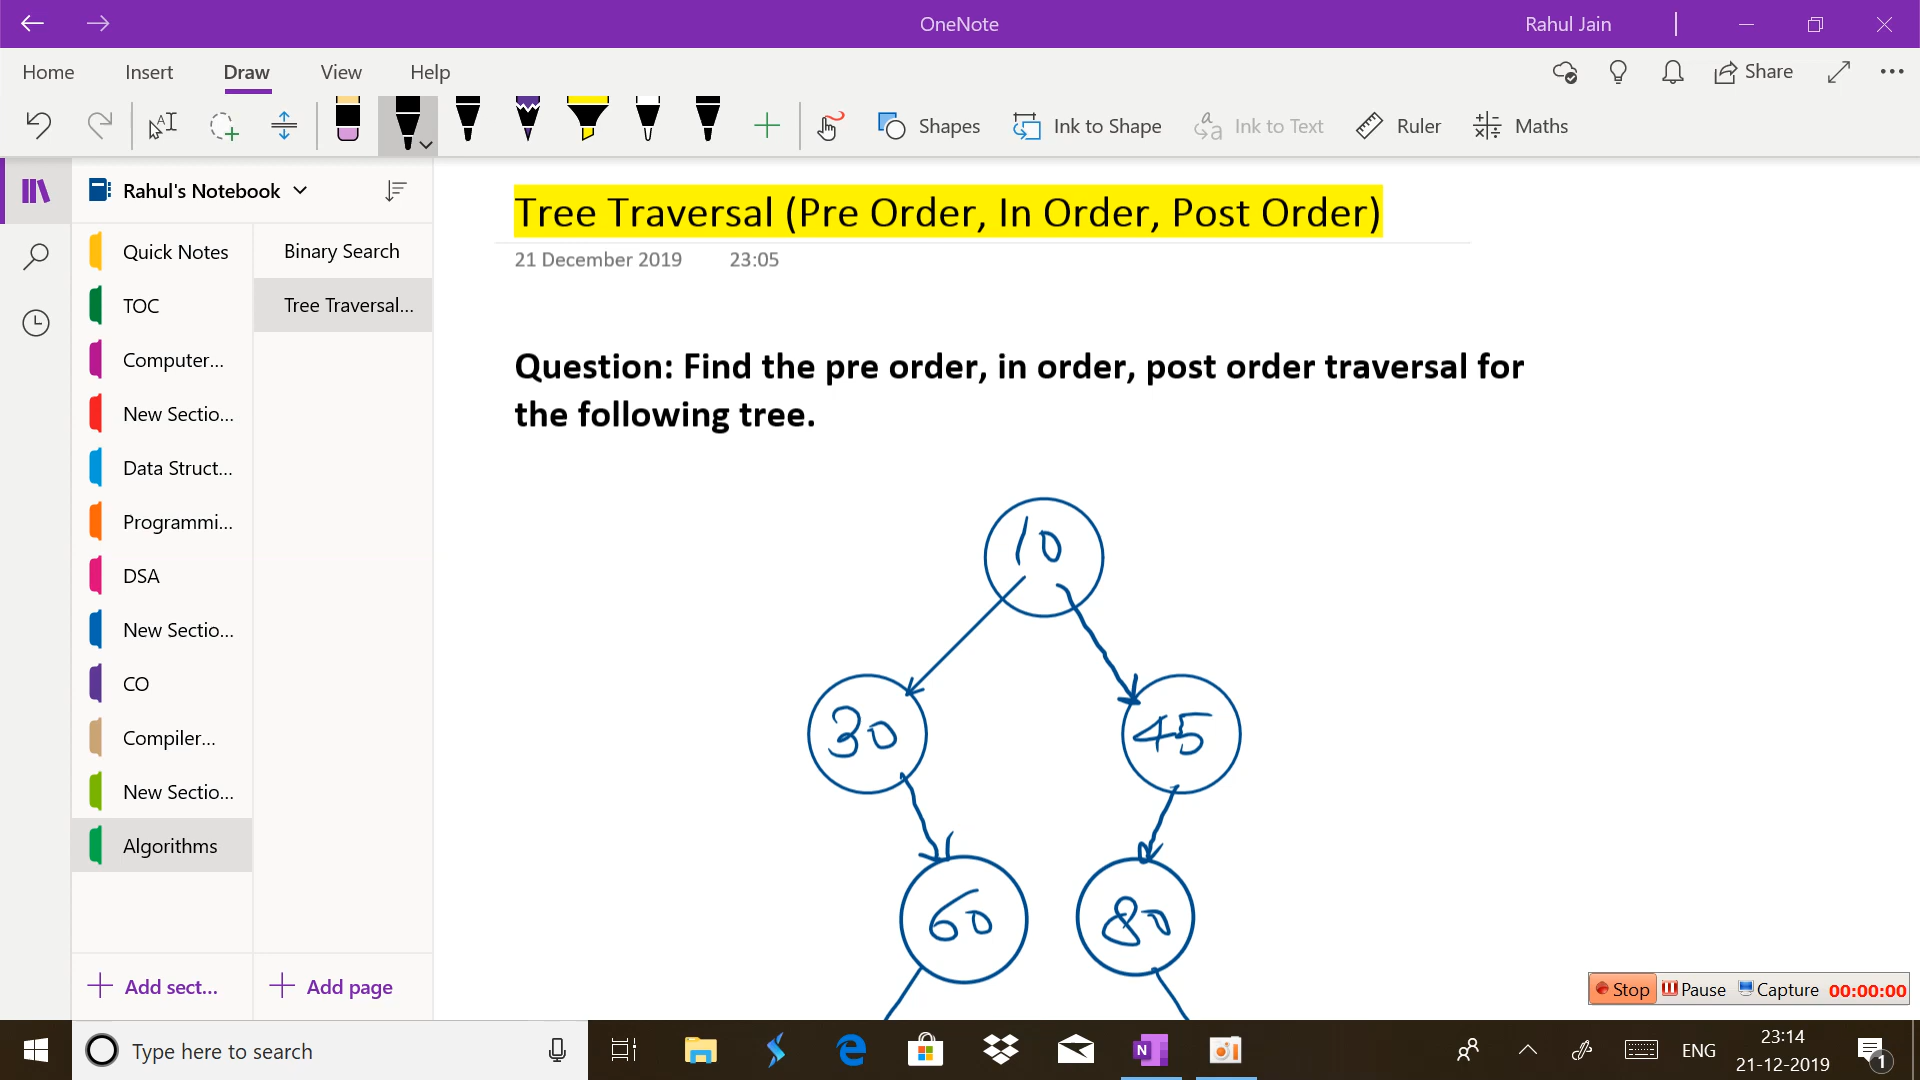 OneNote
Rahul Jain
Home Insert Draw View Help
Share
Shapes Ink to Shape Ink to Text Ruler Maths
Rahul's Notebook
Quick Notes
TOC
Computer...
New Sectio...
Data Struct...
Programmi...
DSA
New Sectio...
CO
Compiler...
New Sectio...
Algorithms
Add sect...
Binary Search
Tree Traversal...
Add page
Tree Traversal (Pre Order, In Order, Post Order)
21 December 2019 23:05
Question: Find the pre order, in order, post order traversal for
the following tree.
10
30 45
60 80
Stop Pause Capture 00:00:00
Type here to search
ENG
23:14
21-12-2019
1